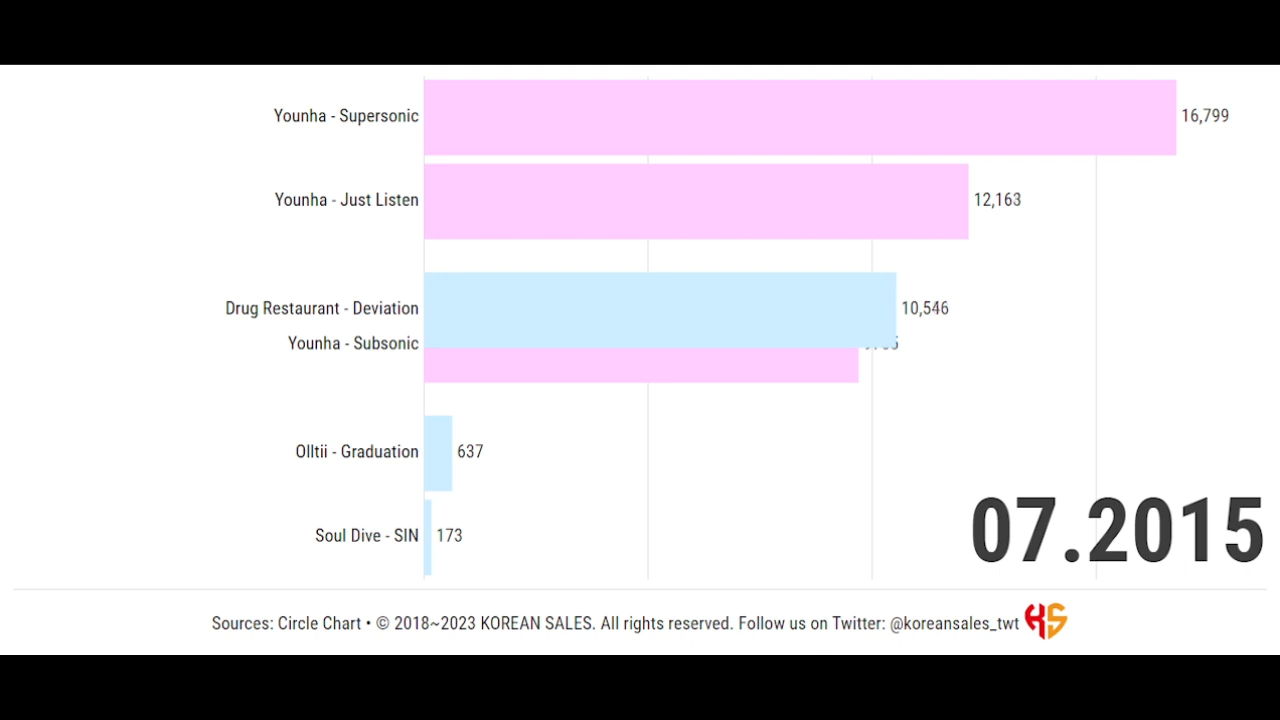 Younha - Supersonic 16,799
Younha - Just Listen 12,163
Drug Restaurant - Deviation 10,546
Younha - Subsonic
Olltii - Graduation 637
Soul Dive - SIN 173
07.2015
Sources: Circle Chart • © 2018~2023 KOREAN SALES. All rights reserved. Follow us on Twitter: @koreansales_twt